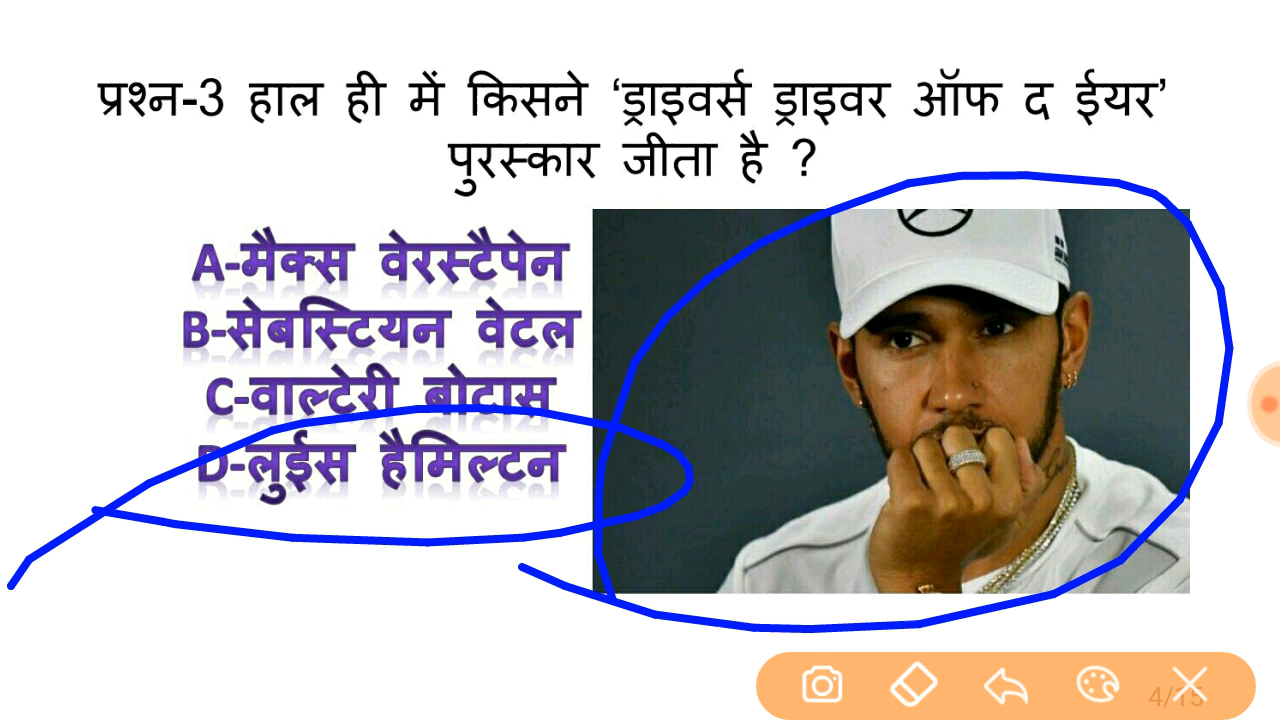 प्रश्न-3 हाल ही में किसने ‘ड्राइवर्स ड्राइवर ऑफ द ईयर’
पुरस्कार जीता है ?
A-मैक्स वेरस्टैपेन
B-सेबस्टियन वेटल
C-वाल्टेरी बोटास
D-लुईस हैमिल्टन
4/15